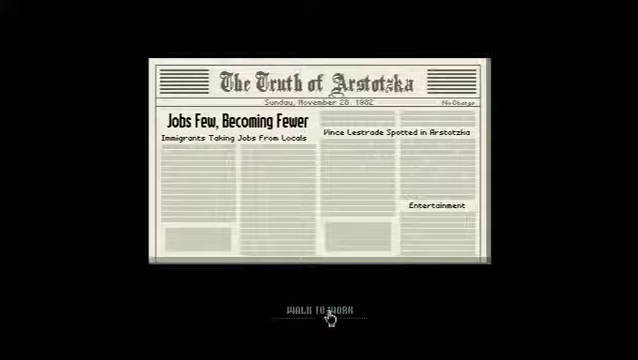 The Truth of Arstotzka
Sunday, November 28, 1982
No Charge
Jobs Few, Becoming Fewer
Immigrants Taking Jobs From Locals
Vince Lestrade Spotted in Arstotzka
Entertainment
WALK TO WORK